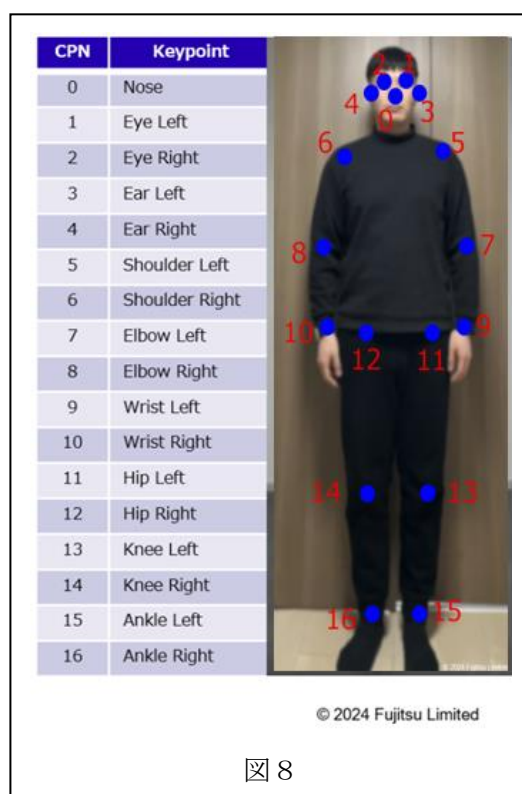 CPN Keypoint
0 Nose
1 Eye Left
2 Eye Right
3 Ear Left
4 Ear Right
5 Shoulder Left
6 Shoulder Right
7 Elbow Left
8 Elbow Right
9 Wrist Left
10 Wrist Right
11 Hip Left
12 Hip Right
13 Knee Left
14 Knee Right
15 Ankle Left
16 Ankle Right
2 1
4 3
0
6 5
8 7
10 9
12 11
14 13
16 15
© 2024 Fujitsu Limited
© 2024 Fujitsu Limited
図8